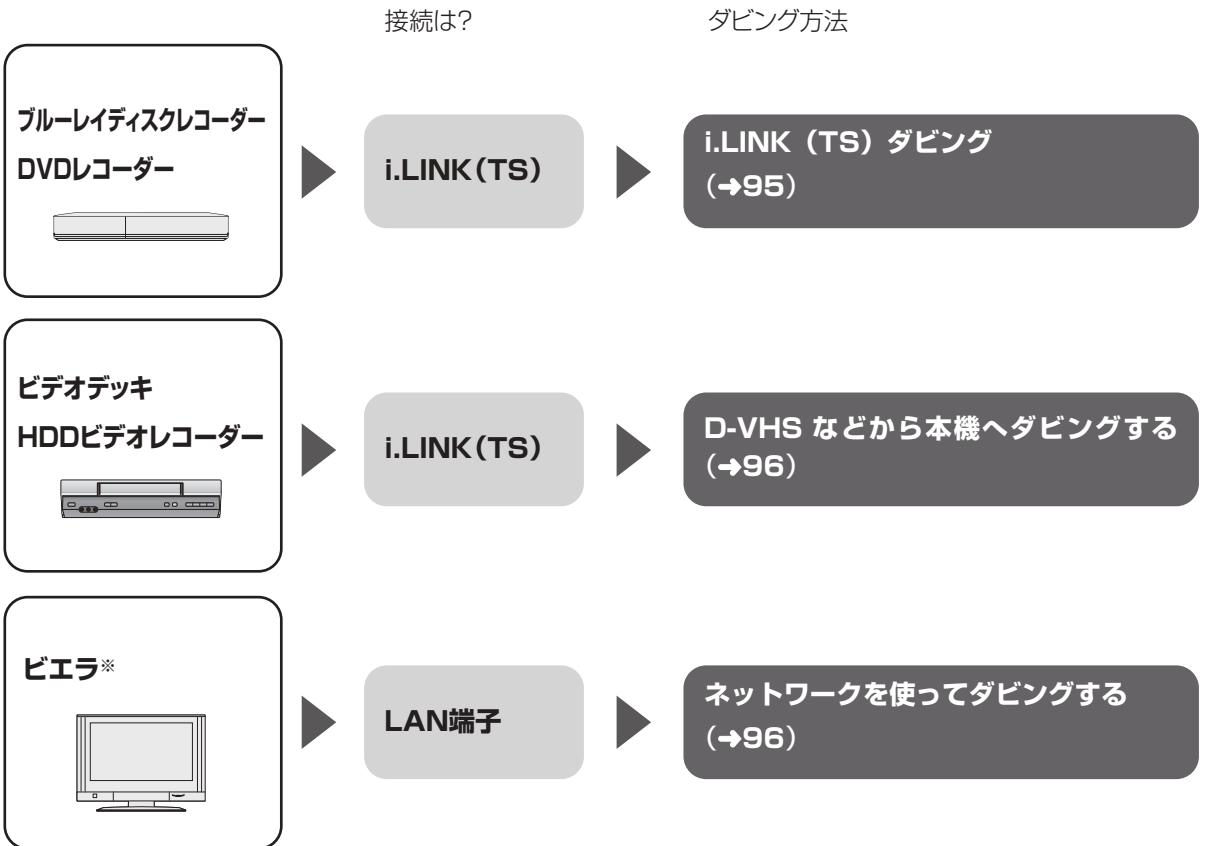 接続は?
ダビング方法
ブルーレイディスクレコーダー
DVDレコーダー
i.LINK(TS)
i.LINK(TS)ダビング
(➜95)
ビデオデッキ
HDDビデオレコーダー
i.LINK(TS)
D-VHS などから本機へダビングする
(➜96)
ビエラ※
LAN端子
ネットワークを使ってダビングする
(➜96)